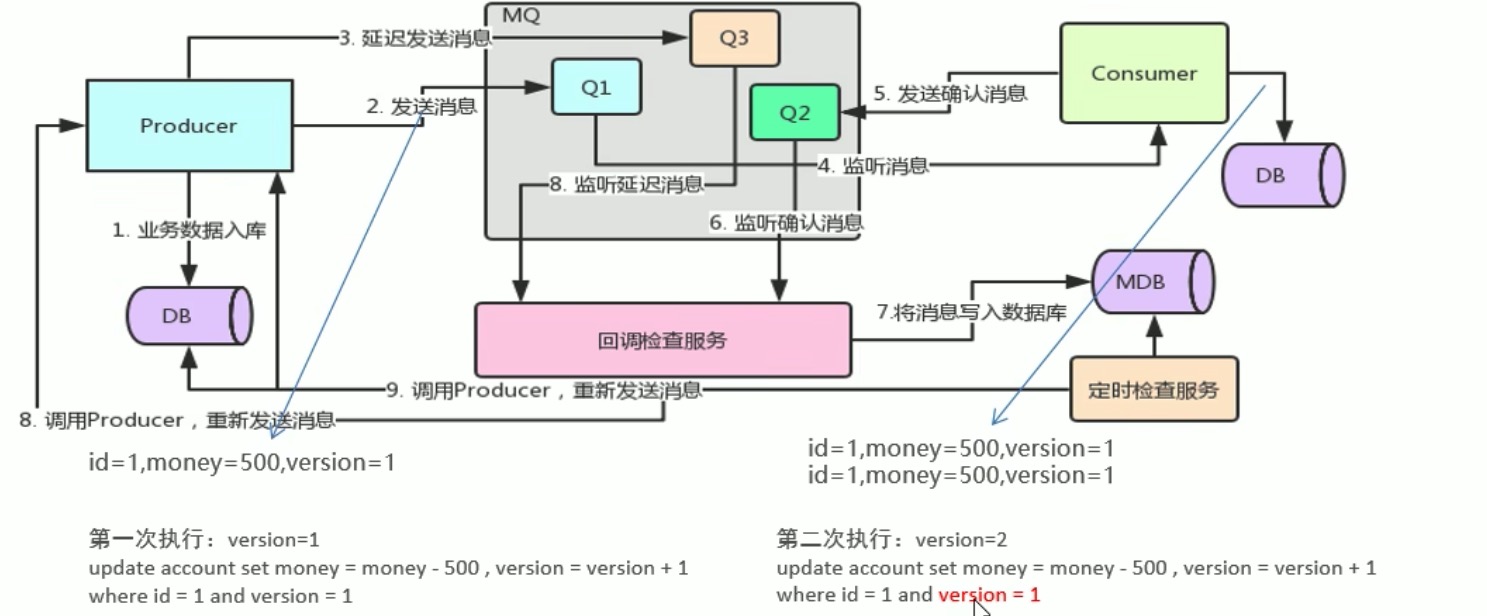 MQ
3. 延迟发送消息
Q3
Consumer
Q1
5. 发送确认消息
2. 发送消息
Q2
Producer
4. 监听消息
DB
8. 监听延迟消息
1. 业务数据入库
6. 监听确认消息
MDB
DB
7.将消息写入数据库
回调检查服务
9. 调用Producer，重新发送消息
定时检查服务
8. 调用Producer，重新发送消息
id=1,money=500,version=1
id=1,money=500,version=1
id=1,money=500,version=1
第一次执行：version=1
update account set money = money - 500 , version = version + 1
where id = 1 and version = 1
第二次执行：version=2
update account set money = money - 500 , version = version + 1
where id = 1 and version = 1